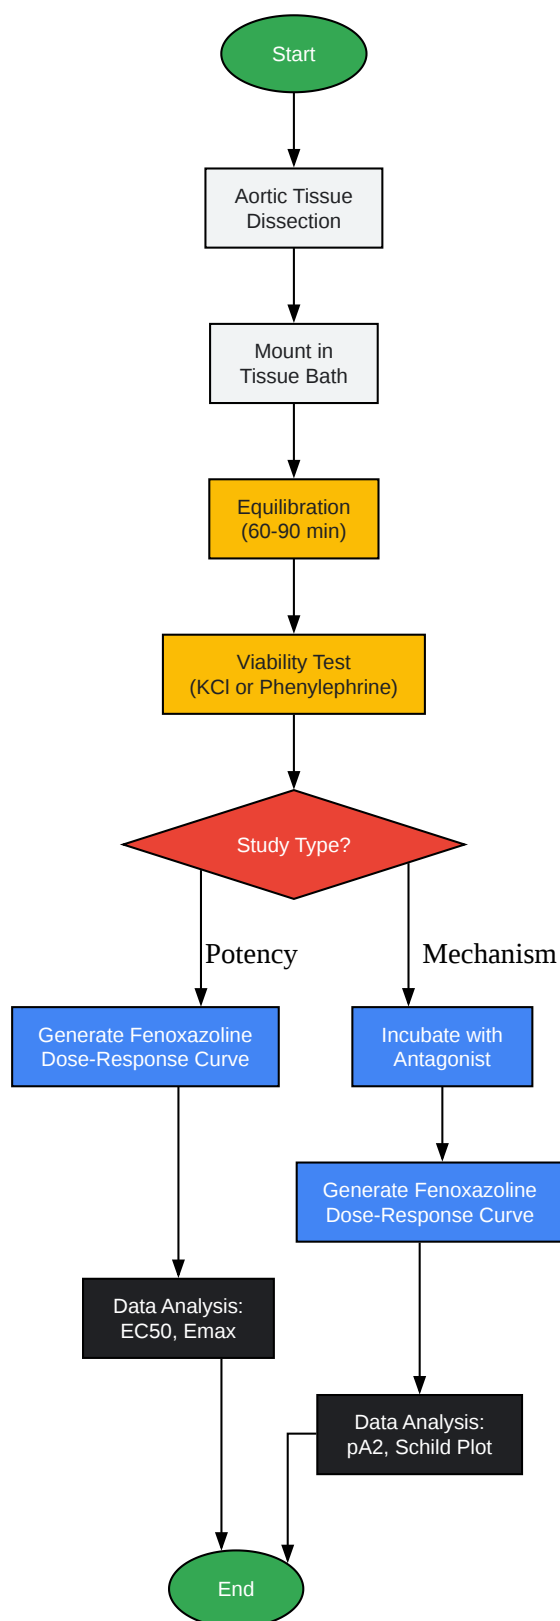 Start
Aortic Tissue
Dissection
Mount in
Tissue Bath
Equilibration
(60-90 min)
Viability Test
(KCl or Phenylephrine)
Study Type?
Potency
Mechanism
Generate Fenoxazoline
Dose-Response Curve
Incubate with
Antagonist
Generate Fenoxazoline
Dose-Response Curve
Data Analysis:
EC50, Emax
Data Analysis:
pA2, Schild Plot
End